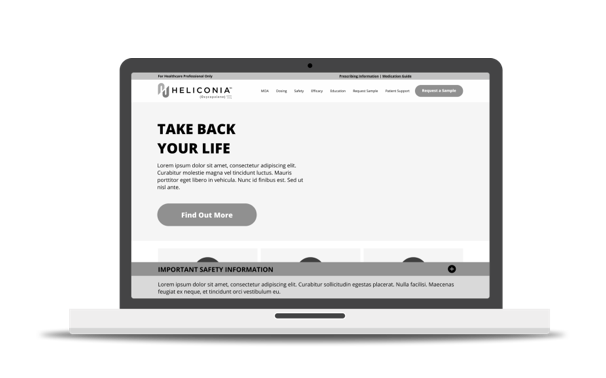 For Healthcare Professional Only
Prescribing Information | Medication Guide
HELICONIA
MOA Dosing Safety Efficacy Education Request Sample Patient Support Request a Sample
TAKE BACK
YOUR LIFE
Lorem ipsum dolor sit amet, consectetur adipiscing elit.
Curabitur molestie magna vel tincidunt luctus. Mauris
porttitor eget libero in vehicula. Nunc id finibus est. Sed ut
nisl ante.
Find Out More
IMPORTANT SAFETY INFORMATION
Lorem ipsum dolor sit amet, consectetur adipiscing elit. Curabitur sollicitudin egestas placerat. Nulla facilisi. Maecenas
feugiat ex neque, et tincidunt orci vestibulum eu.